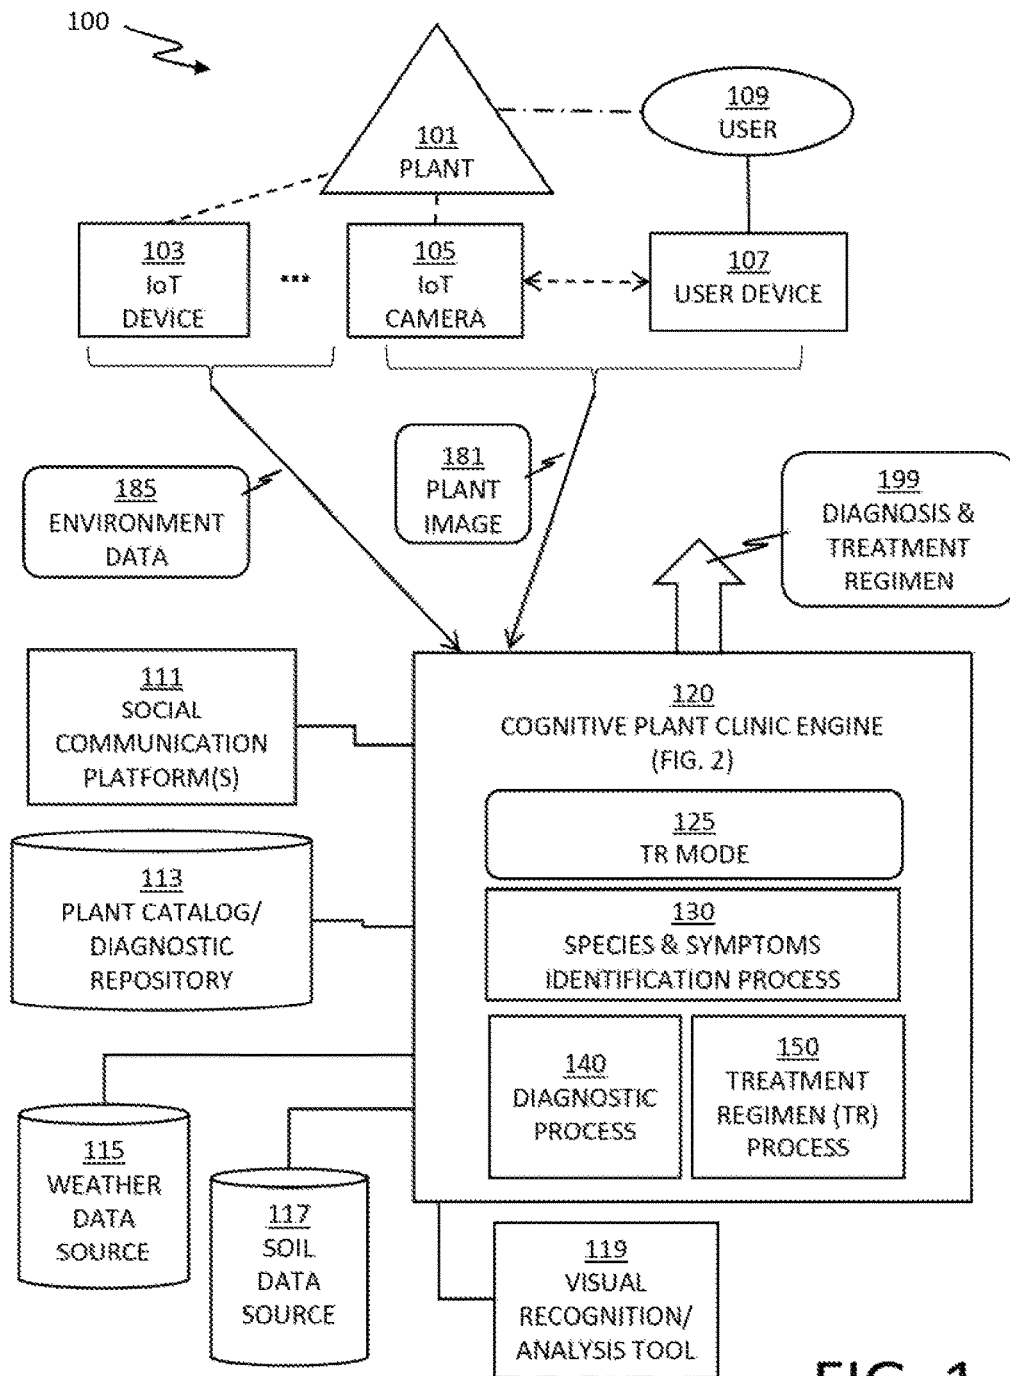 100
101
PLANT
109
USER
103
IoT
DEVICE
...
105
IoT
CAMERA
107
USER DEVICE
185
ENVIRONMENT
DATA
181
PLANT
IMAGE
199
DIAGNOSIS &
TREATMENT
REGIMEN
111
SOCIAL
COMMUNICATION
PLATFORM(S)
120
COGNITIVE PLANT CLINIC ENGINE
(FIG. 2)
125
TR MODE
113
PLANT CATALOG/
DIAGNOSTIC
REPOSITORY
130
SPECIES & SYMPTOMS
IDENTIFICATION PROCESS
140
DIAGNOSTIC
PROCESS
150
TREATMENT
REGIMEN (TR)
PROCESS
115
WEATHER
DATA
SOURCE
117
SOIL
DATA
SOURCE
119
VISUAL
RECOGNITION/
ANALYSIS TOOL
FIG. 1